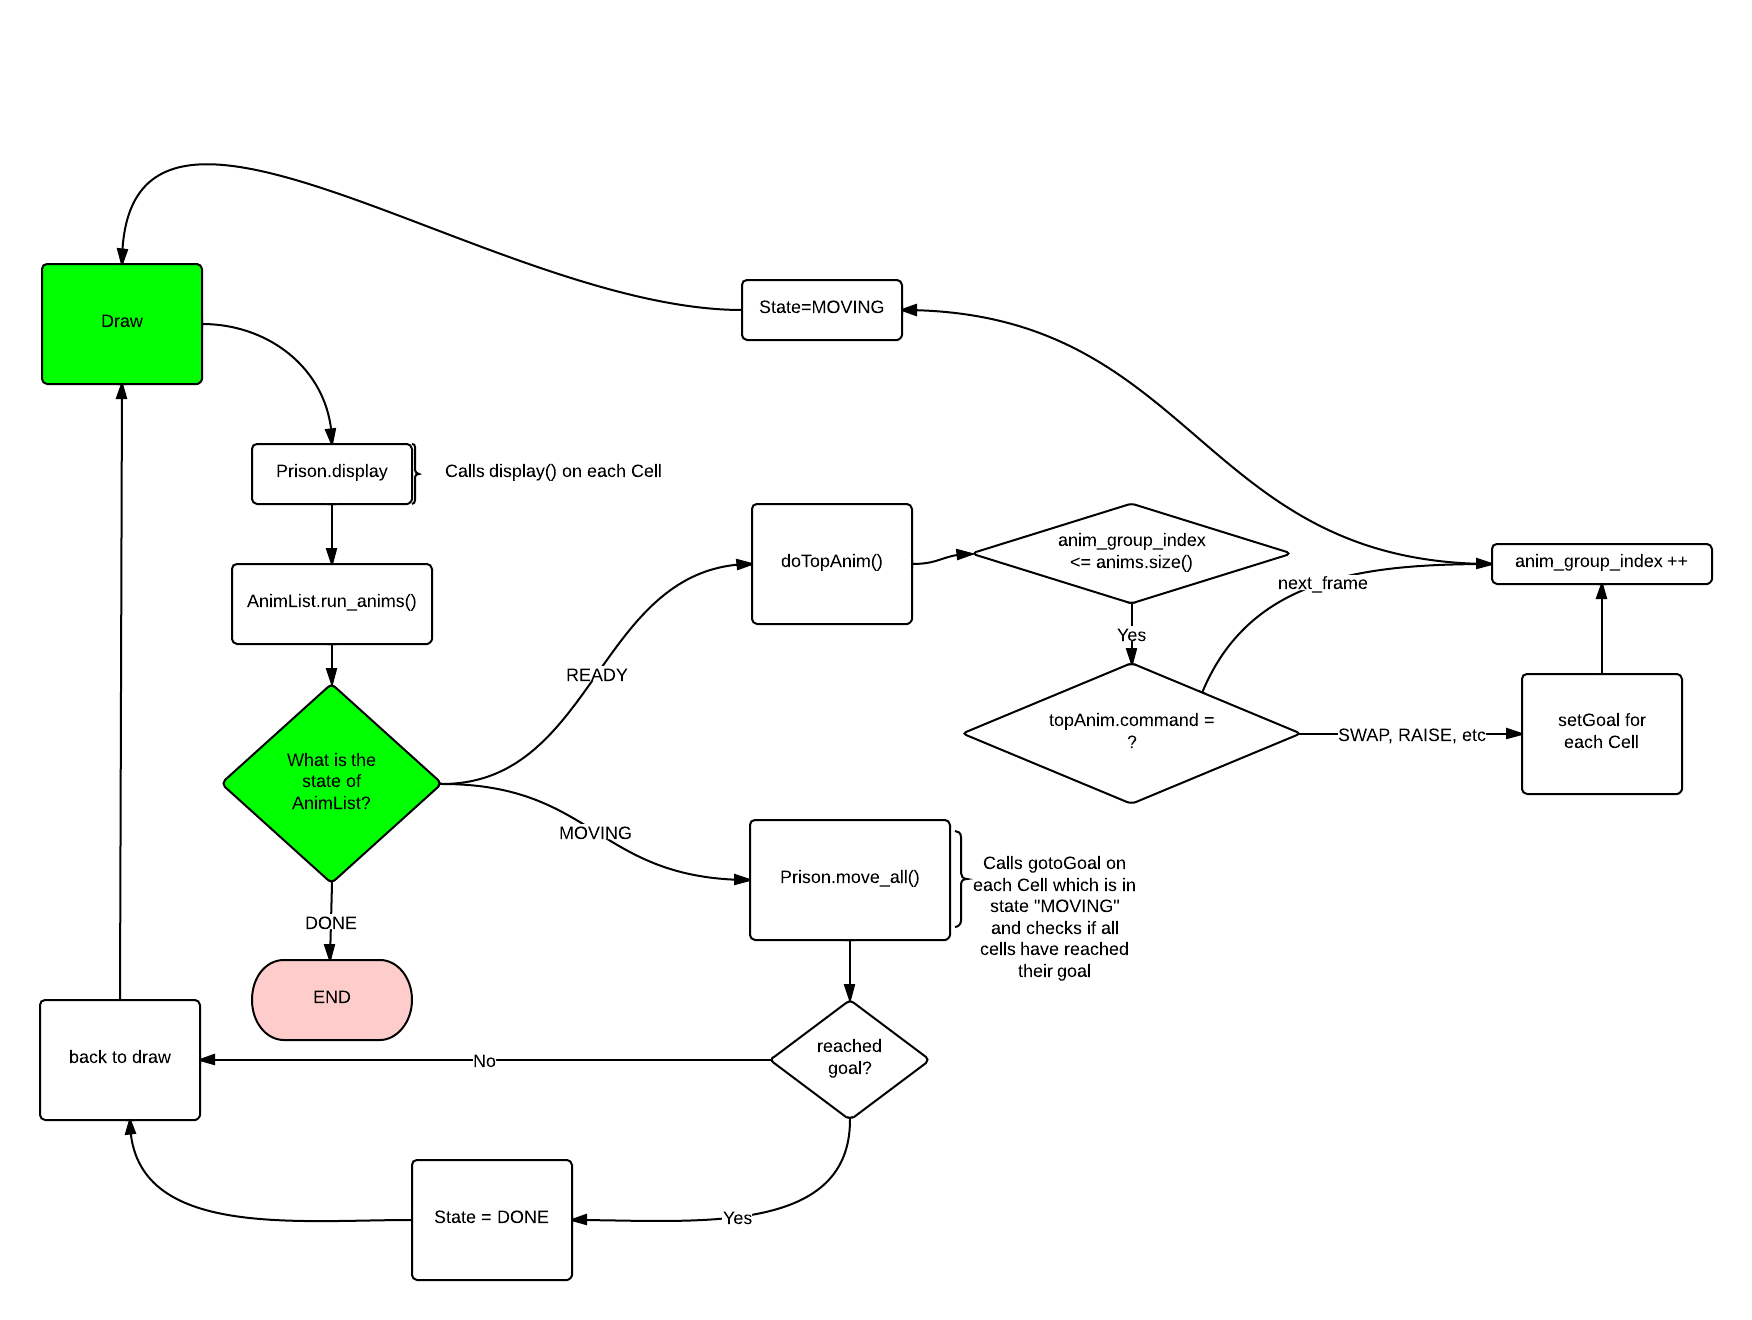 State=MOVING
Draw
Prison.display
Calls display() on each Cell
AnimList.run_anims()
doTopAnim()
anim_group_index
<= anims.size()
anim_group_index ++
next_frame
Yes
READY
topAnim.command =
?
SWAP, RAISE, etc
setGoal for
each Cell
What is the
state of
AnimList?
MOVING
Prison.move_all()
Calls gotoGoal on
each Cell which is in
state "MOVING"
and checks if all
cells have reached
their goal
DONE
END
reached
goal?
No
back to draw
Yes
State = DONE